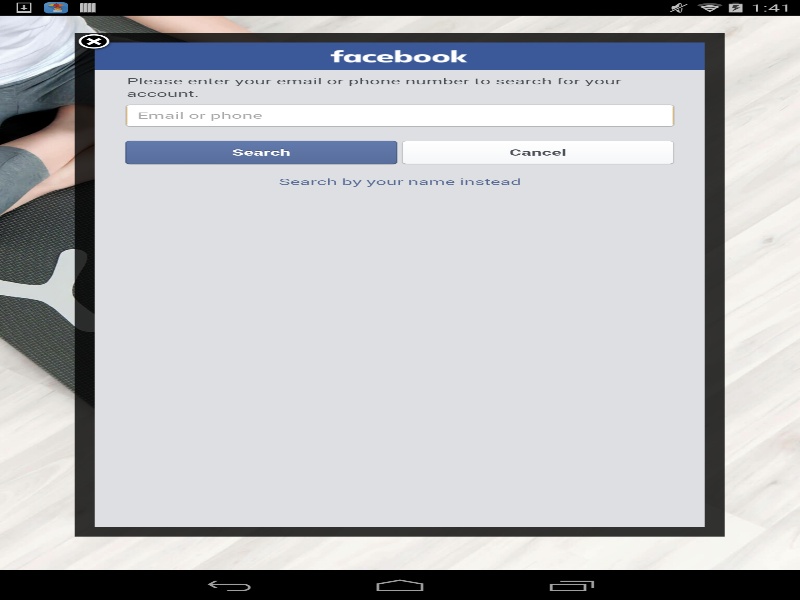 1:41
facebook
Please enter your email or phone number to search for your
account.
Email or phone
Search
Cancel
Search by your name instead